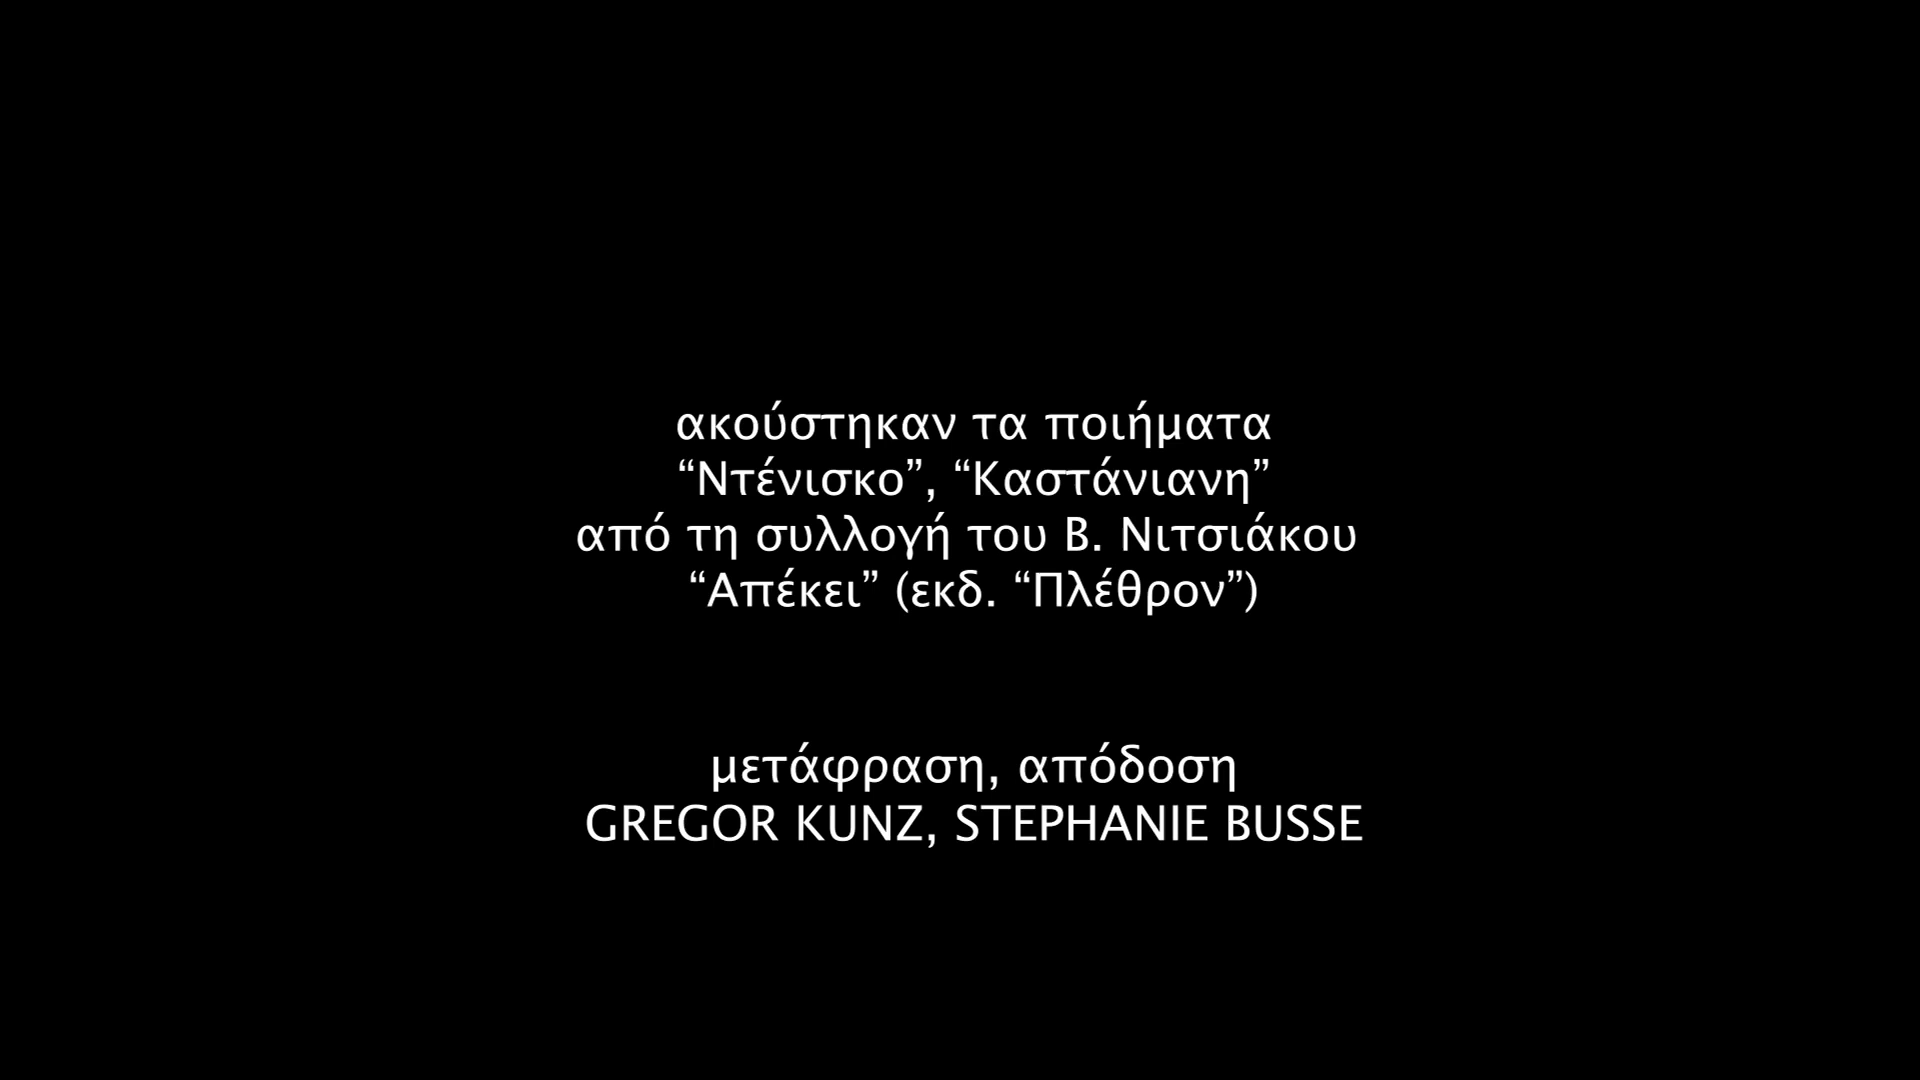 ακούστηκαν τα ποιήματα
“Ντένισκο”, “Καστάνιανη”
από τη συλλογή του Β. Νιτσιάκου
“Απέκει” (εκδ. “Πλέθρον”)
μετάφραση, απόδοση
GREGOR KUNZ, STEPHANIE BUSSE